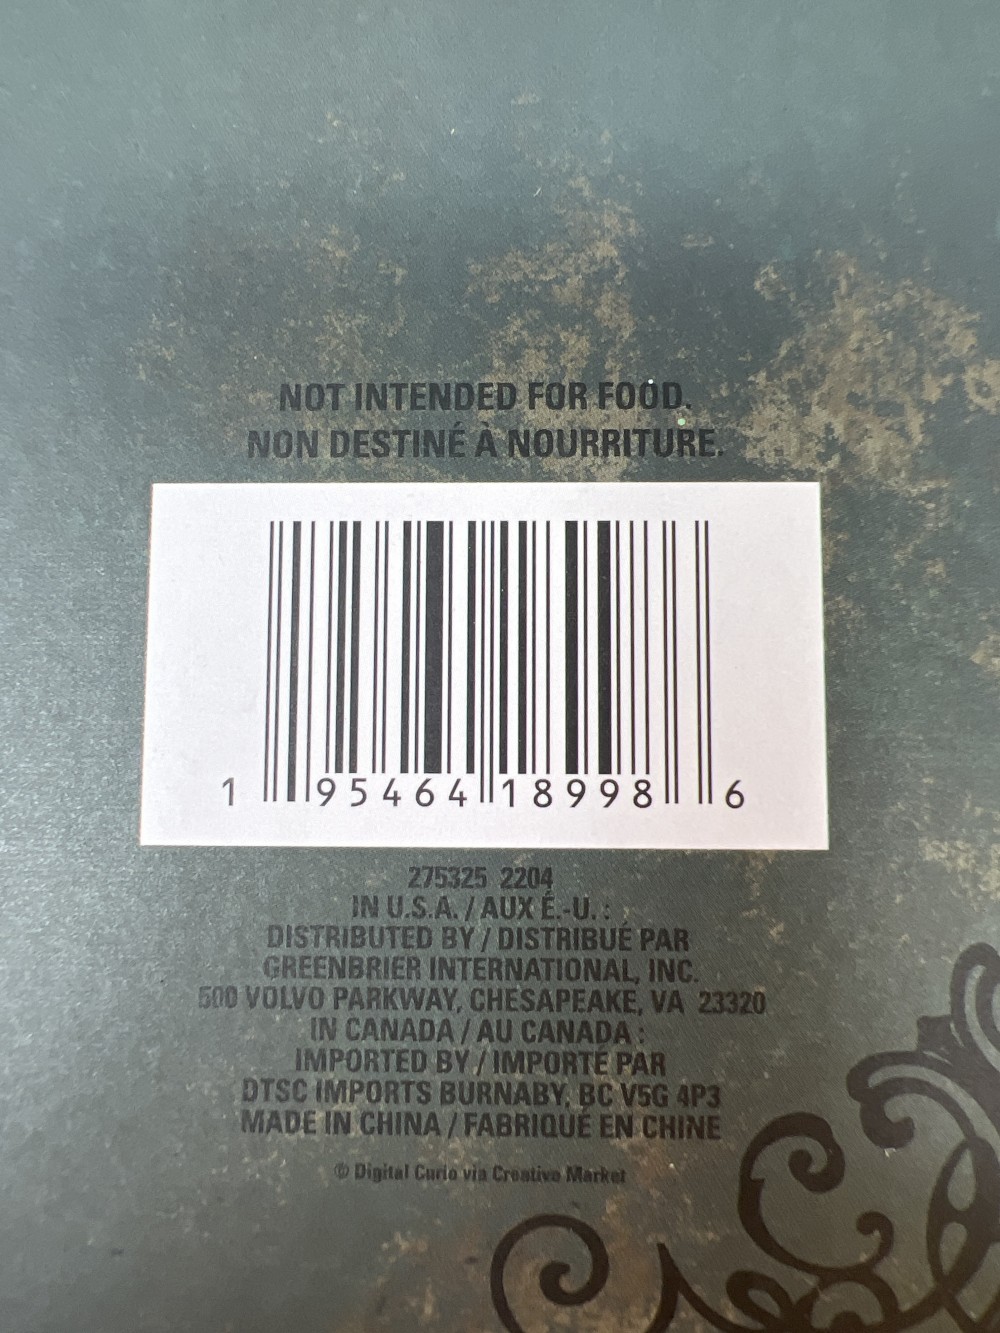 NOT INTENDED FOR FOOD.
NON DESTINÉ À NOURRITURE.
1 95464 18998 6
275325 2204
IN U.S.A. / AUX É.-U. :
DISTRIBUTED BY / DISTRIBUÉ PAR
GREENBRIER INTERNATIONAL, INC.
500 VOLVO PARKWAY, CHESAPEAKE, VA 23320
IN CANADA / AU CANADA :
IMPORTED BY / IMPORTÉ PAR
DTSC IMPORTS BURNABY, BC V5G 4P3
MADE IN CHINA / FABRIQUÉ EN CHINE
© Digital Curio via Creative Market